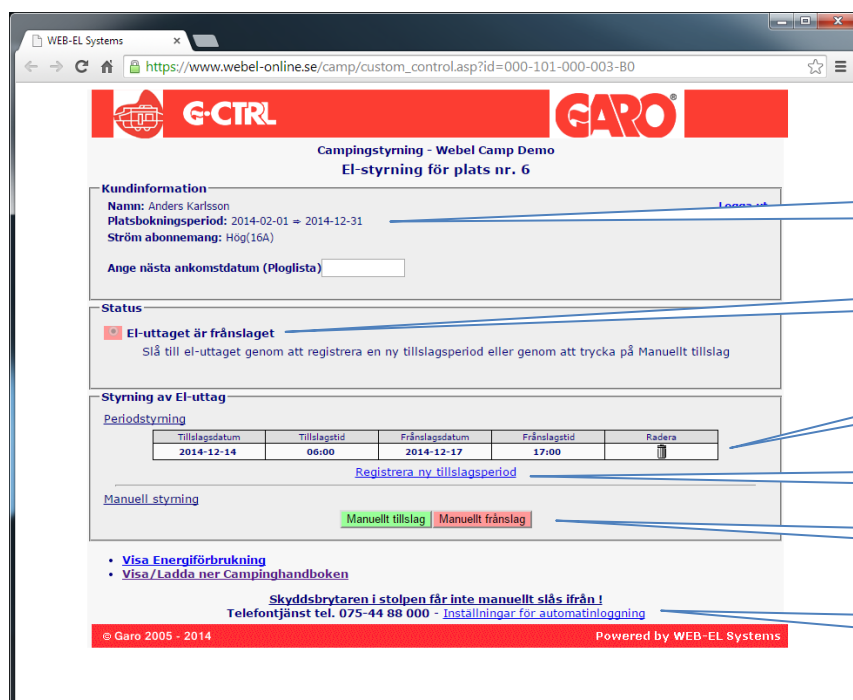 WEB-EL Systems
https://www.webel-online.se/camp/custom_control.asp?id=000-101-000-003-B0
G-CTRL GARO®
Campingstyrning - Webel Camp Demo
El-styrning för plats nr. 6
Kundinformation
Namn: Anders Karlsson Logga ut
Platsbokningsperiod: 2014-02-01 ⇒ 2014-12-31
Ström abonnemang: Hög(16A)
Ange nästa ankomstdatum (Ploglista)
Status
El-uttaget är frånslaget
Slå till el-uttaget genom att registrera en ny tillslagsperiod eller genom att trycka på Manuellt tillslag
Styrning av El-uttag
Periodstyrning
Tillslagsdatum Tillslagstid Frånslagsdatum Frånslagstid Radera
2014-12-14 06:00 2014-12-17 17:00
Registrera ny tillslagsperiod
Manuell styrning
Manuellt tillslag Manuellt frånslag
• Visa Energiförbrukning
• Visa/Ladda ner Campinghandboken
Skyddsbrytaren i stolpen får inte manuellt slås ifrån !
Telefontjänst tel. 075-44 88 000 - Inställningar för automatinloggning
© Garo 2005 - 2014 Powered by WEB-EL Systems